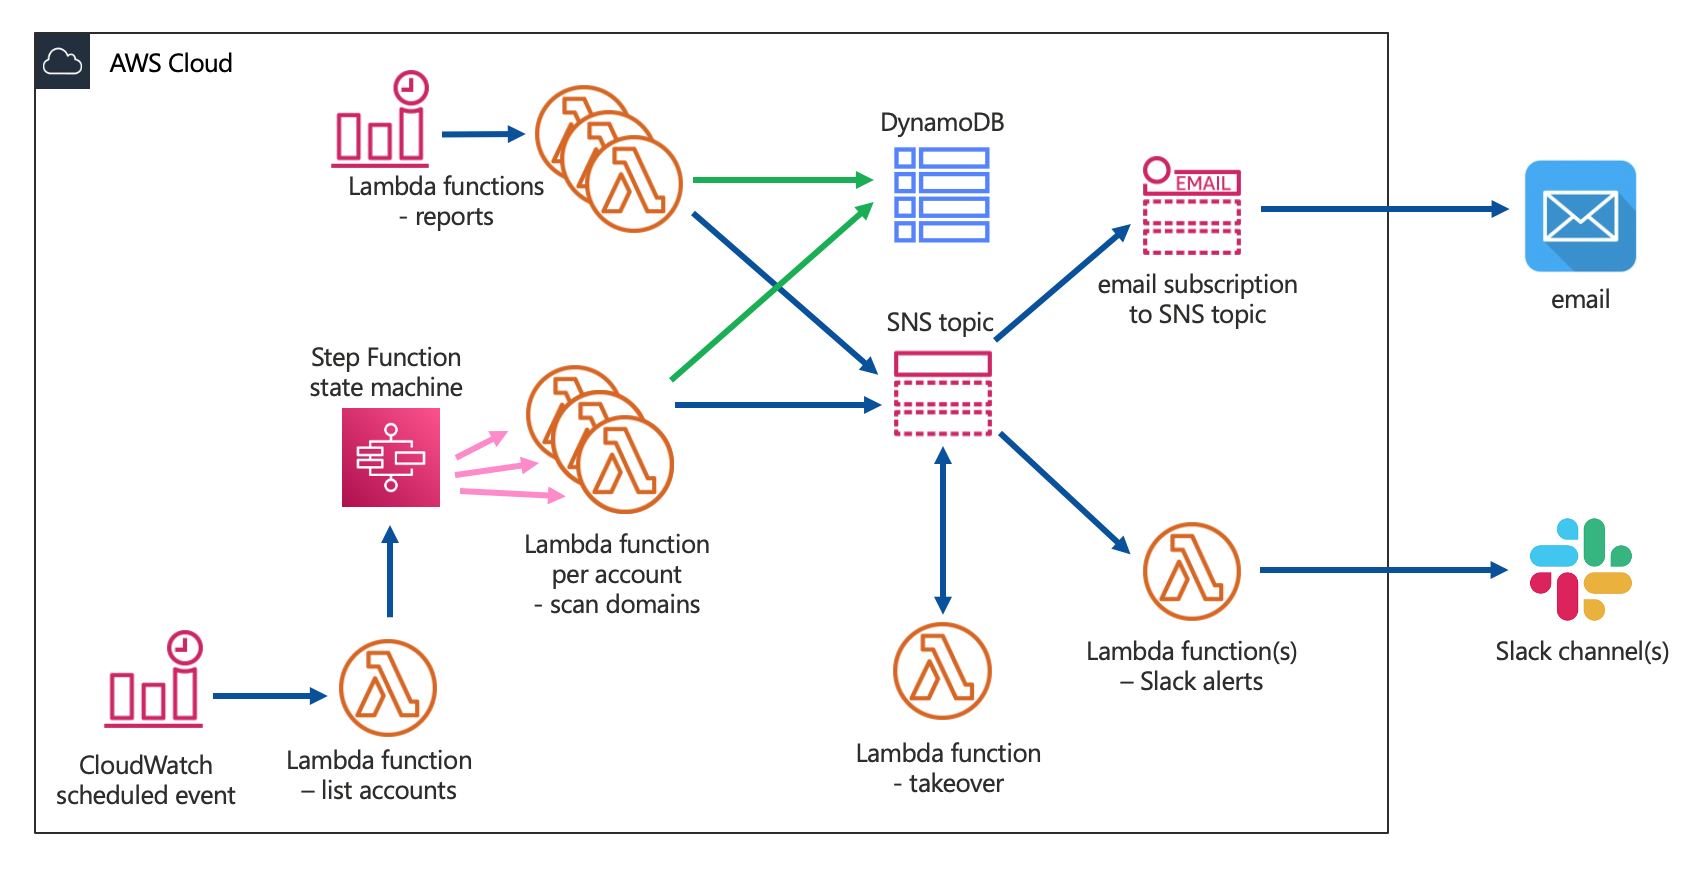 AWS Cloud
Lambda functions
- reports
DynamoDB
EMAIL
email subscription
to SNS topic
email
SNS topic
Step Function
state machine
Lambda function
per account
- scan domains
CloudWatch
scheduled event
Lambda function
– list accounts
Lambda function
- takeover
Lambda function(s)
– Slack alerts
Slack channel(s)